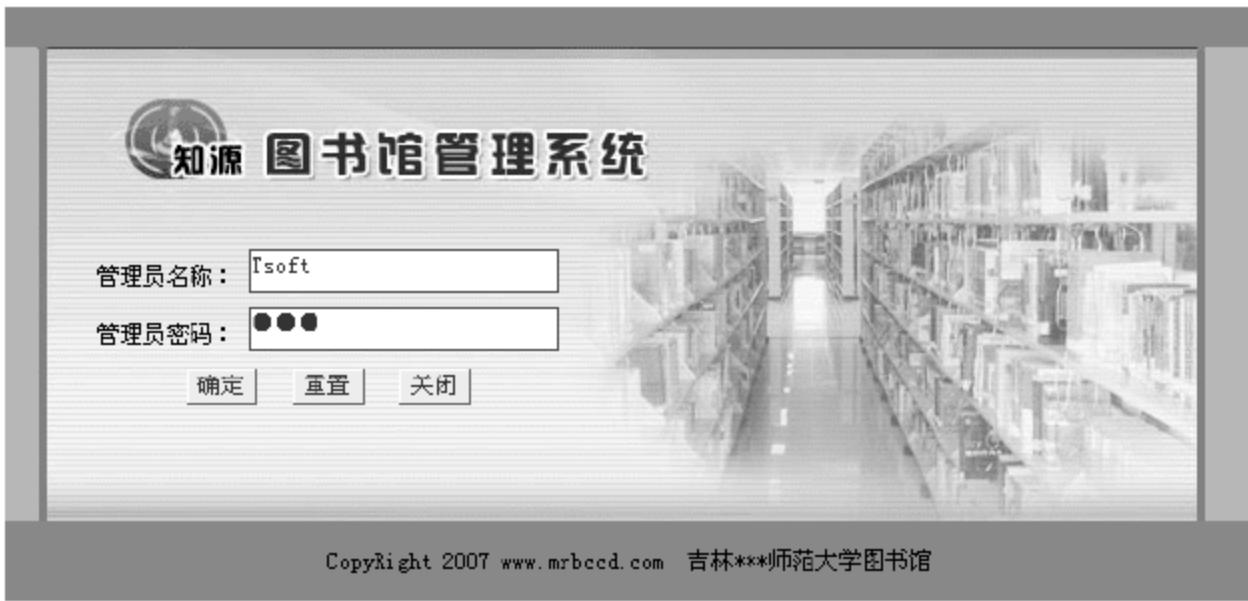 知源 图书馆管理系统
管理员名称： Tsoft
管理员密码： ●●●
确定 重置 关闭
CopyRight 2007 www.mrbccd.com 吉林***师范大学图书馆